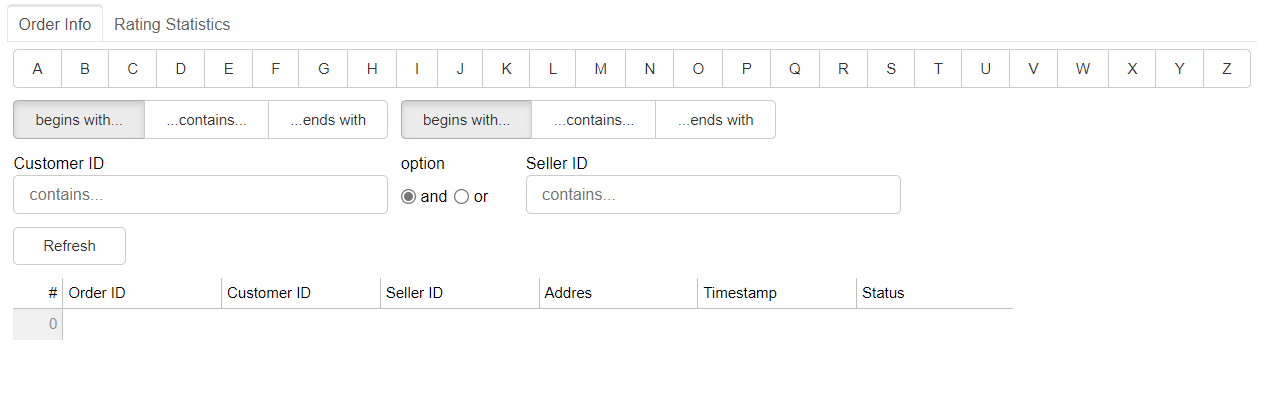 Order Info Rating Statistics
A B C D E F G H I J K L M N O P Q R S T U V W X Y Z
begins with... ...contains... ...ends with begins with... ...contains... ...ends with
Customer ID option Seller ID
contains... and or contains...
Refresh
# Order ID Customer ID Seller ID Addres Timestamp Status
0